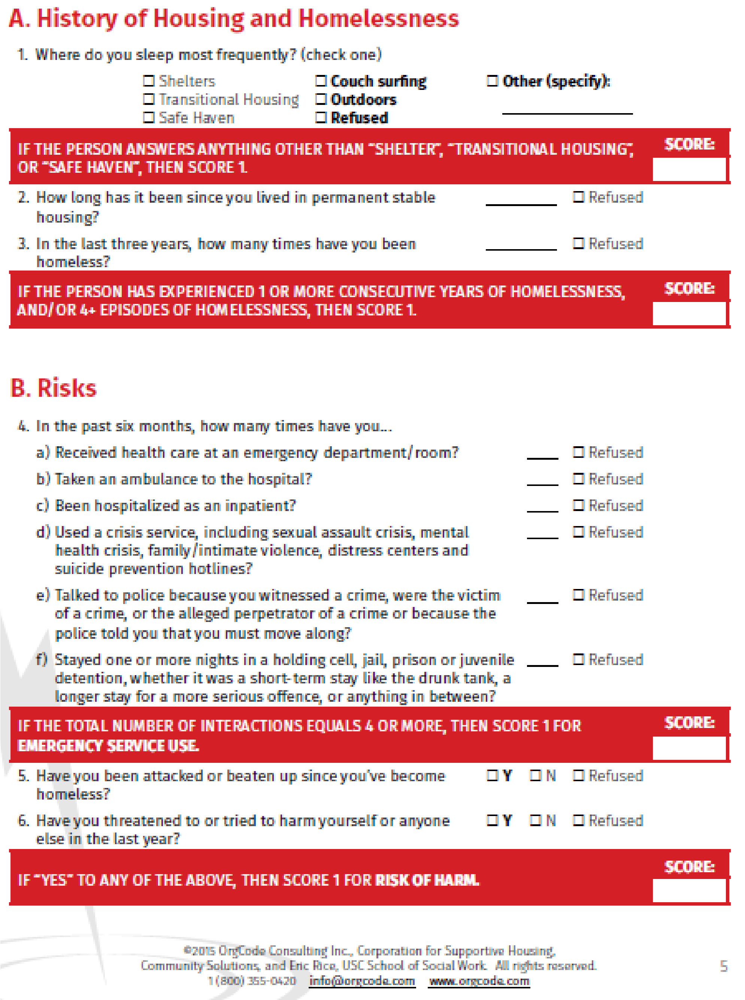 A. History of Housing and Homelessness
1. Where do you sleep most frequently? (check one)
☐ Shelters ☐ Couch surfing ☐ Other (specify):
☐ Transitional Housing ☐ Outdoors
☐ Safe Haven ☐ Refused
IF THE PERSON ANSWERS ANYTHING OTHER THAN “SHELTER”, “TRANSITIONAL HOUSING”, SCORE:
OR “SAFE HAVEN”, THEN SCORE 1.
2. How long has it been since you lived in permanent stable ☐ Refused
housing?
3. In the last three years, how many times have you been ☐ Refused
homeless?
IF THE PERSON HAS EXPERIENCED 1 OR MORE CONSECUTIVE YEARS OF HOMELESSNESS, SCORE:
AND/OR 4+ EPISODES OF HOMELESSNESS, THEN SCORE 1.
B. Risks
4. In the past six months, how many times have you...
a) Received health care at an emergency department/room? ☐ Refused
b) Taken an ambulance to the hospital? ☐ Refused
c) Been hospitalized as an inpatient? ☐ Refused
d) Used a crisis service, including sexual assault crisis, mental ☐ Refused
health crisis, family/intimate violence, distress centers and
suicide prevention hotlines?
e) Talked to police because you witnessed a crime, were the victim ☐ Refused
of a crime, or the alleged perpetrator of a crime or because the
police told you that you must move along?
f) Stayed one or more nights in a holding cell, jail, prison or juvenile ☐ Refused
detention, whether it was a short-term stay like the drunk tank, a
longer stay for a more serious offence, or anything in between?
IF THE TOTAL NUMBER OF INTERACTIONS EQUALS 4 OR MORE, THEN SCORE 1 FOR SCORE:
EMERGENCY SERVICE USE.
5. Have you been attacked or beaten up since you’ve become ☐ Y ☐ N ☐ Refused
homeless?
6. Have you threatened to or tried to harm yourself or anyone ☐ Y ☐ N ☐ Refused
else in the last year?
SCORE:
IF “YES” TO ANY OF THE ABOVE, THEN SCORE 1 FOR RISK OF HARM.
©2015 OrgCode Consulting Inc., Corporation for Supportive Housing,
Community Solutions, and Eric Rice, USC School of Social Work. All rights reserved. 5
1 (800) 355-0420 info@orgcode.com www.orgcode.com